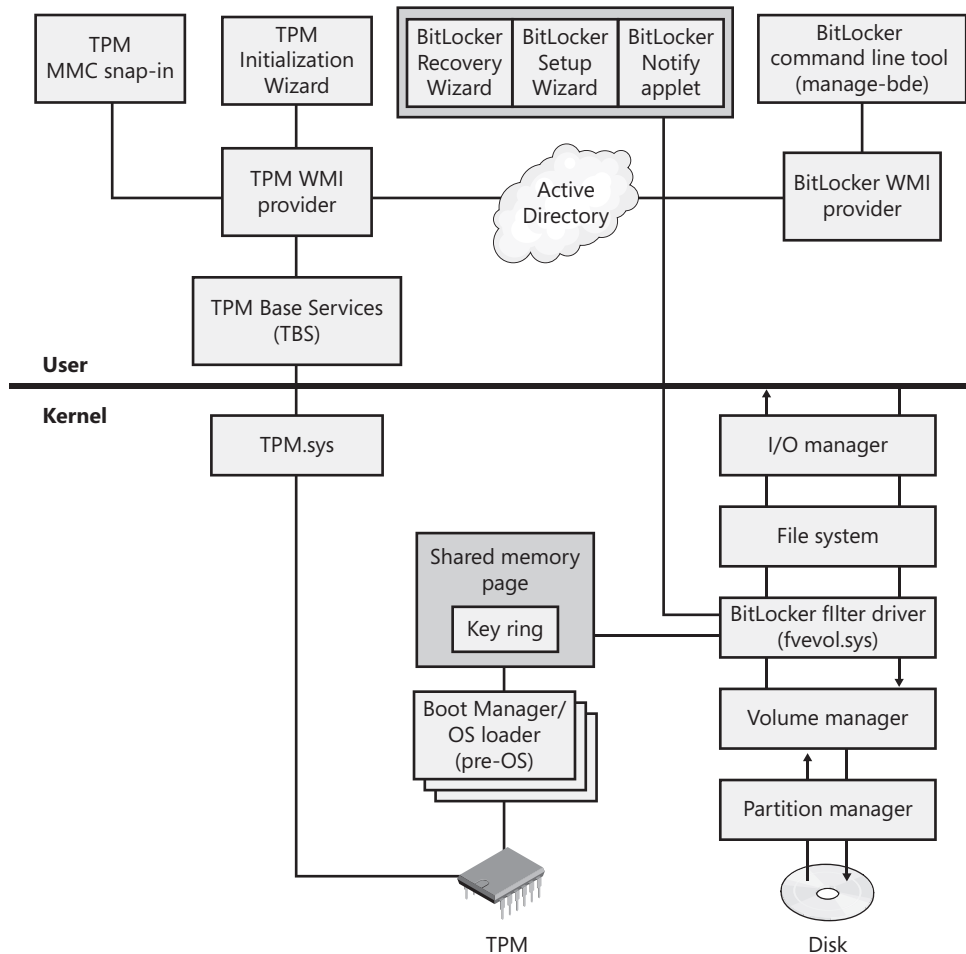 TPM
MMC snap-in
TPM
Initialization
Wizard
BitLocker
Recovery
Wizard
BitLocker
Setup
Wizard
BitLocker
Notify
applet
BitLocker
command line tool
(manage-bde)
TPM WMI
provider
Active
Directory
BitLocker WMI
provider
TPM Base Services
(TBS)
User
Kernel
TPM.sys
I/O manager
File system
Shared memory
page
Key ring
BitLocker fllter driver
(fvevol.sys)
Boot Manager/
OS loader
(pre-OS)
Volume manager
Partition manager
TPM
Disk